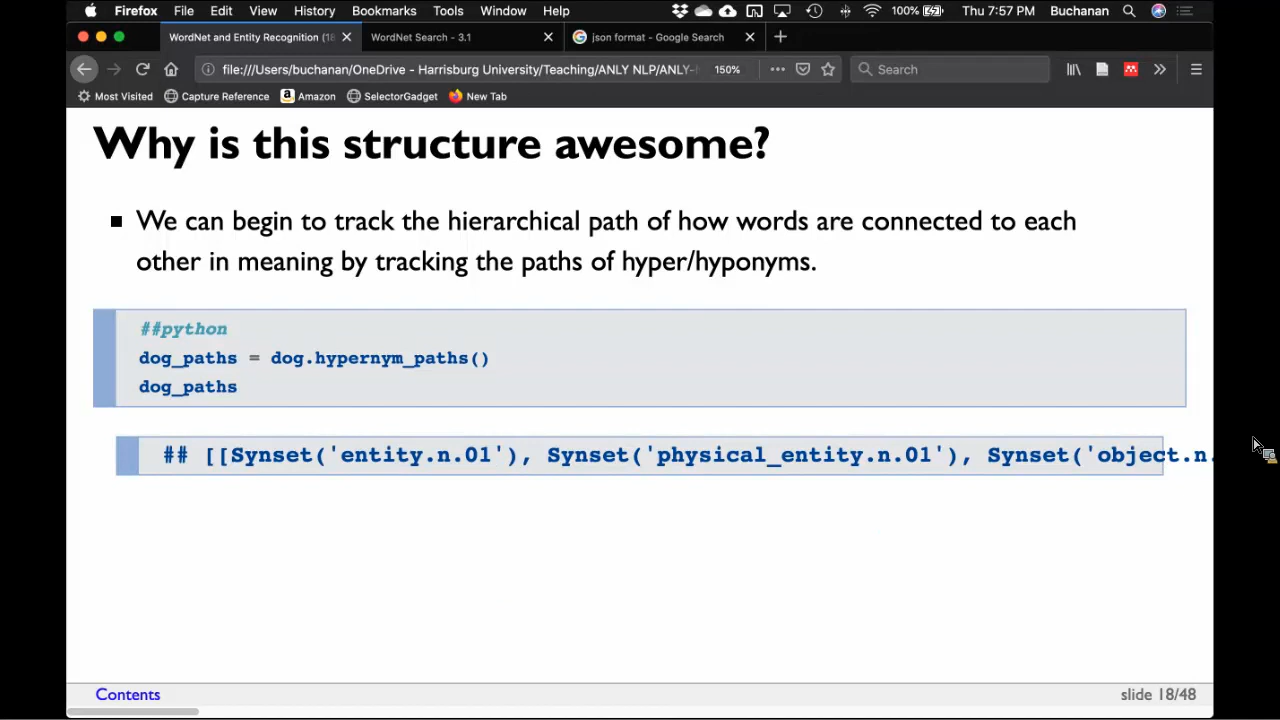 Firefox File Edit View History Bookmarks Tools Window Help 100% Thu 7:57 PM Buchanan
WordNet and Entity Recognition (18 WordNet Search - 3.1 json format - Google Search
file:///Users/buchanan/OneDrive - Harrisburg University/Teaching/ANLY NLP/ANLY- 150% Search
Most Visited Capture Reference Amazon SelectorGadget New Tab
Why is this structure awesome?
We can begin to track the hierarchical path of how words are connected to each
other in meaning by tracking the paths of hyper/hyponyms.
##python
dog_paths = dog.hypernym_paths()
dog_paths
## [[Synset('entity.n.01'), Synset('physical_entity.n.01'), Synset('object.n.
Contents slide 18/48